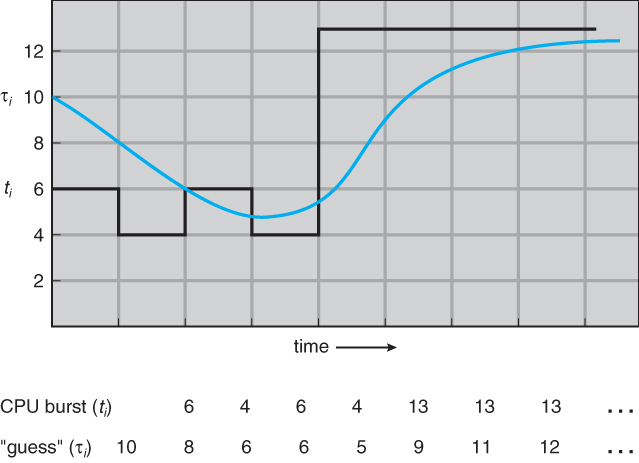 12
τi 10
8
ti 6
4
2
time
CPU burst (ti) 6 4 6 4 13 13 13 ...
"guess" (τi) 10 8 6 6 5 9 11 12 ...